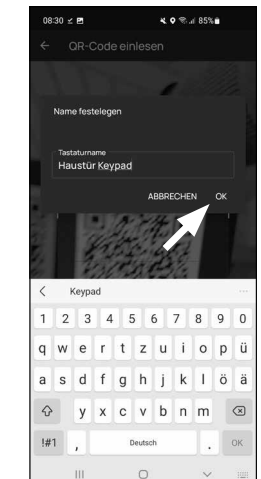 08:30 85%
QR-Code einlesen
Name festelegen
Tastaturname
Haustür Keypad
ABBRECHEN OK
Keypad ...
1 2 3 4 5 6 7 8 9 0
q w e r t z u i o p ü
a s d f g h j k l ö ä
y x c v b n m
!#1 , Deutsch . OK